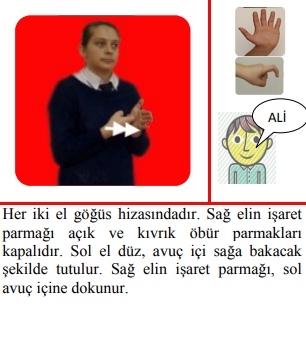 ALİ
Her iki el göğüs hizasındadır. Sağ elin işaret
parmağı açık ve kıvrık öbür parmakları
kapalıdır. Sol el düz, avuç içi sağa bakacak
şekilde tutulur. Sağ elin işaret parmağı, sol
avuç içine dokunur.